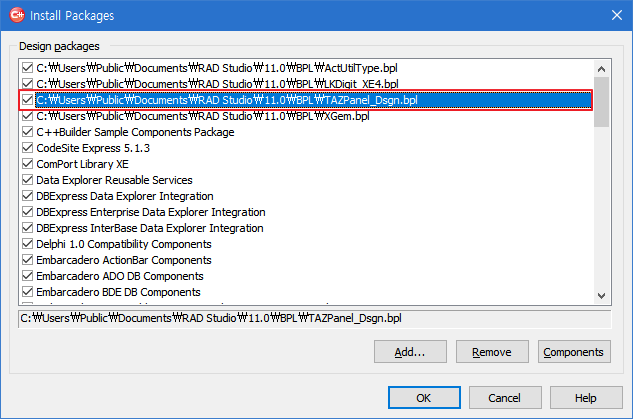 C++
Install Packages
Design packages
C:₩Users₩Public₩Documents₩RAD Studio₩11.0₩BPL₩ActUtilType.bpl
C:₩Users₩Public₩Documents₩RAD Studio₩11.0₩BPL₩LKDigit_XE4.bpl
C:₩Users₩Public₩Documents₩RAD Studio₩11.0₩BPL₩TAZPanel_Dsgn.bpl
C:₩Users₩Public₩Documents₩RAD Studio₩11.0₩BPL₩XGem.bpl
C++Builder Sample Components Package
CodeSite Express 5.1.3
ComPort Library XE
Data Explorer Reusable Services
DBExpress Data Explorer Integration
DBExpress Enterprise Data Explorer Integration
DBExpress InterBase Data Explorer Integration
Delphi 1.0 Compatibility Components
Embarcadero ActionBar Components
Embarcadero ADO DB Components
Embarcadero BDE DB Components
C:₩Users₩Public₩Documents₩RAD Studio₩11.0₩BPL₩TAZPanel_Dsgn.bpl
Add... Remove Components
OK Cancel Help